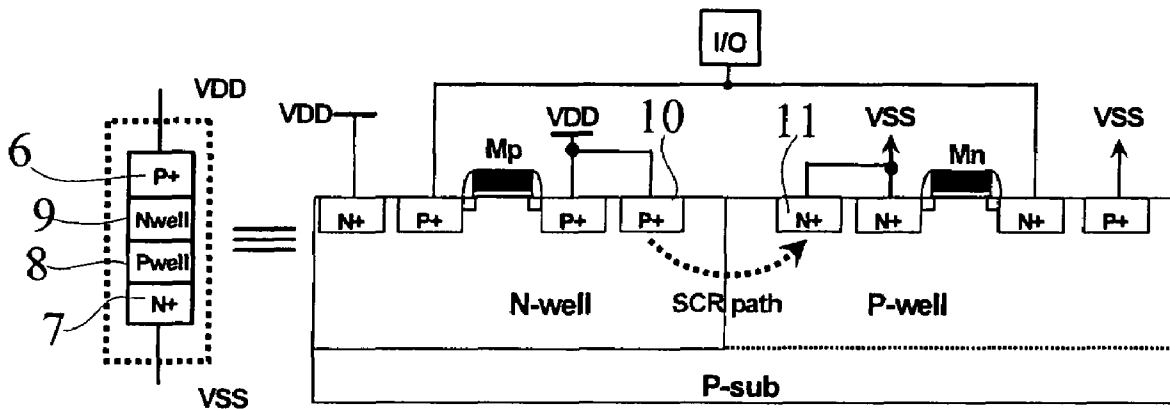 I/O
VDD
VDD
VDD
10
11
VSS
VSS
6
P+
Mp
Mn
9
Nwell
N+
P+
P+
P+
N+
N+
N+
P+
8
Pwell
7
N+
N-well
SCR path
P-well
VSS
P-sub